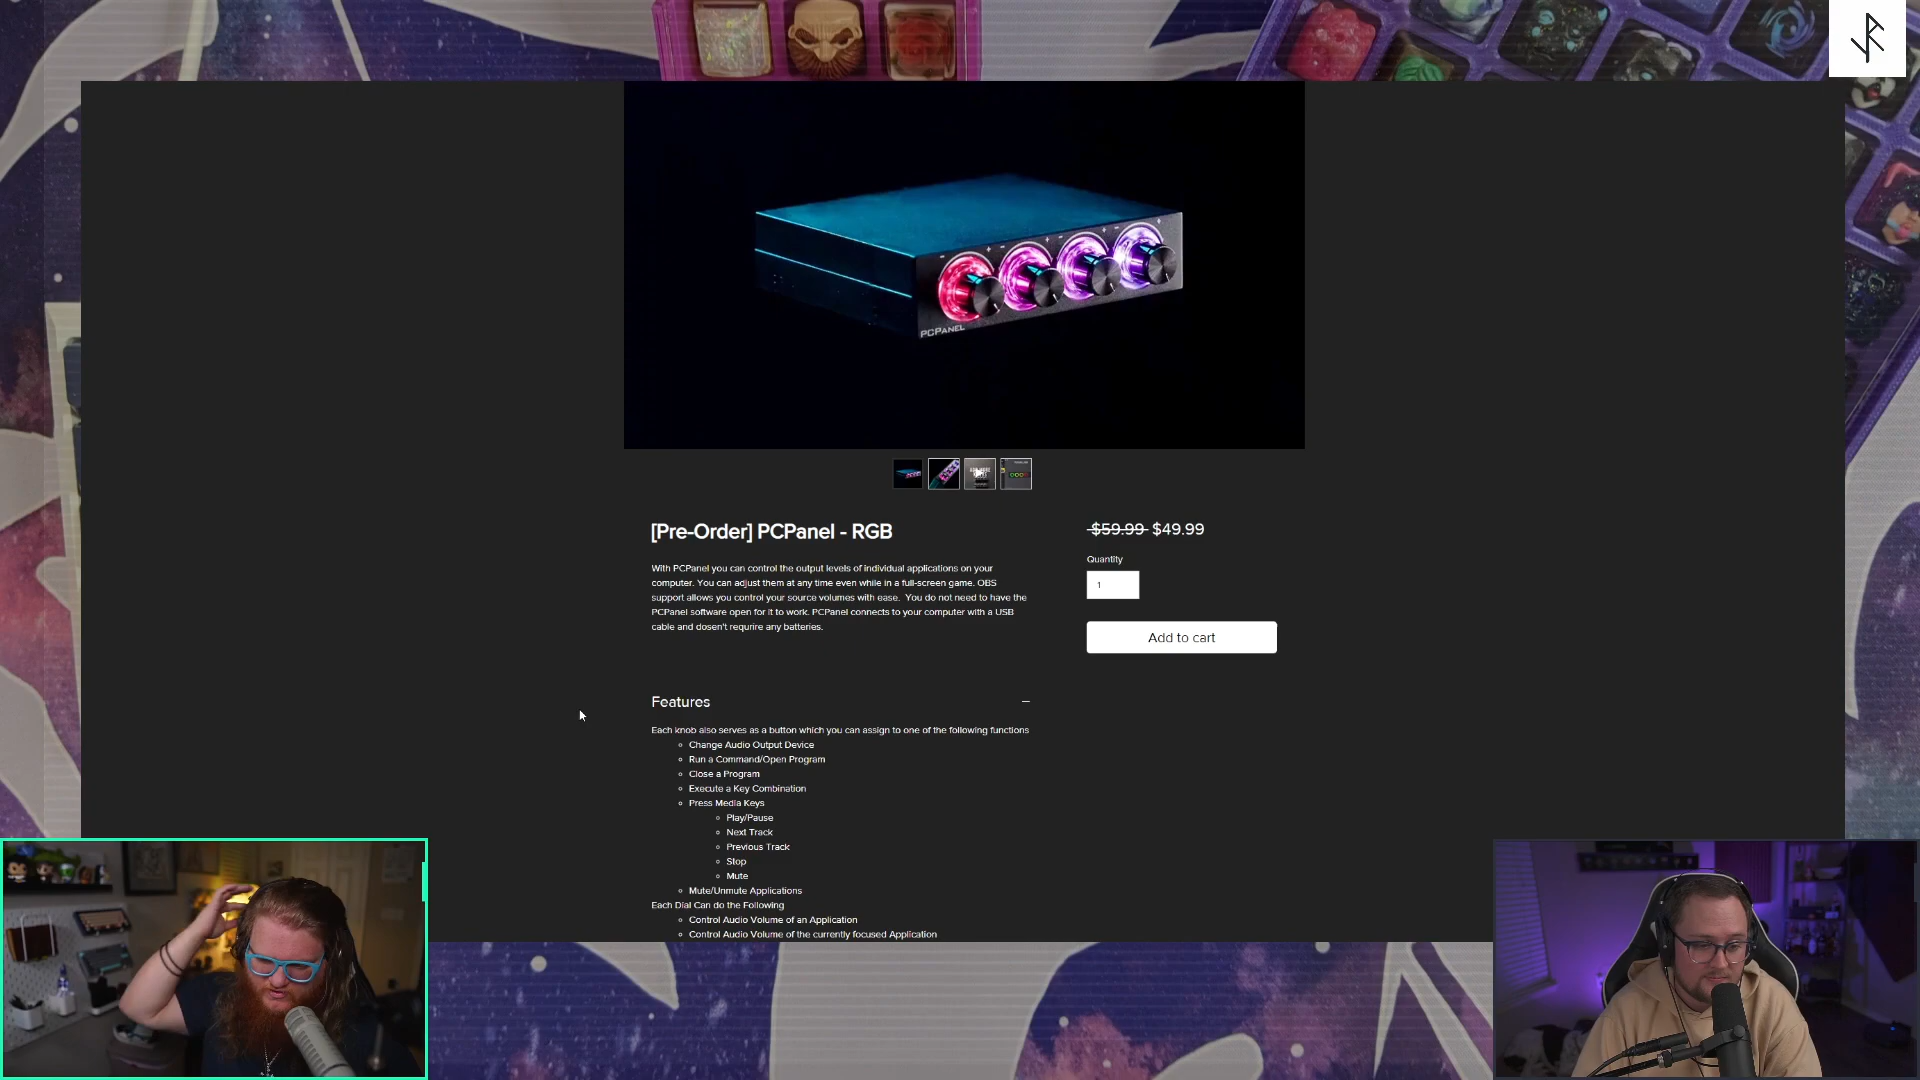 PCPANEL
[Pre-Order] PCPanel - RGB
$59.99 $49.99
With PCPanel you can control the output levels of individual applications on your
computer. You can adjust them at any time even while in a full-screen game. OBS
support allows you control your source volumes with ease.  You do not need to have the
PCPanel software open for it to work. PCPanel connects to your computer with a USB
cable and dosen't requrire any batteries.
Quantity
1
Add to cart
Features
Each knob also serves as a button which you can assign to one of the following functions
Change Audio Output Device
Run a Command/Open Program
Close a Program
Execute a Key Combination
Press Media Keys
Play/Pause
Next Track
Previous Track
Stop
Mute
Mute/Unmute Applications
Each Dial Can do the Following
Control Audio Volume of an Application
Control Audio Volume of the currently focused Application